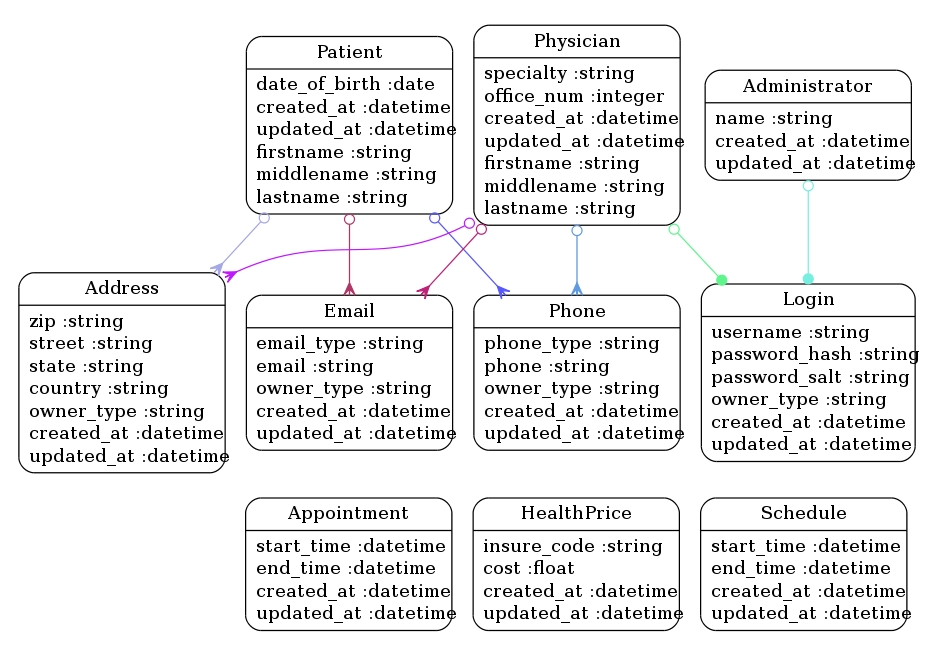 Patient
date_of_birth :date
created_at :datetime
updated_at :datetime
firstname :string
middlename :string
lastname :string
Physician
specialty :string
office_num :integer
created_at :datetime
updated_at :datetime
firstname :string
middlename :string
lastname :string
Administrator
name :string
created_at :datetime
updated_at :datetime
Address
zip :string
street :string
state :string
country :string
owner_type :string
created_at :datetime
updated_at :datetime
Email
email_type :string
email :string
owner_type :string
created_at :datetime
updated_at :datetime
Phone
phone_type :string
phone :string
owner_type :string
created_at :datetime
updated_at :datetime
Login
username :string
password_hash :string
password_salt :string
owner_type :string
created_at :datetime
updated_at :datetime
Appointment
start_time :datetime
end_time :datetime
created_at :datetime
updated_at :datetime
HealthPrice
insure_code :string
cost :float
created_at :datetime
updated_at :datetime
Schedule
start_time :datetime
end_time :datetime
created_at :datetime
updated_at :datetime